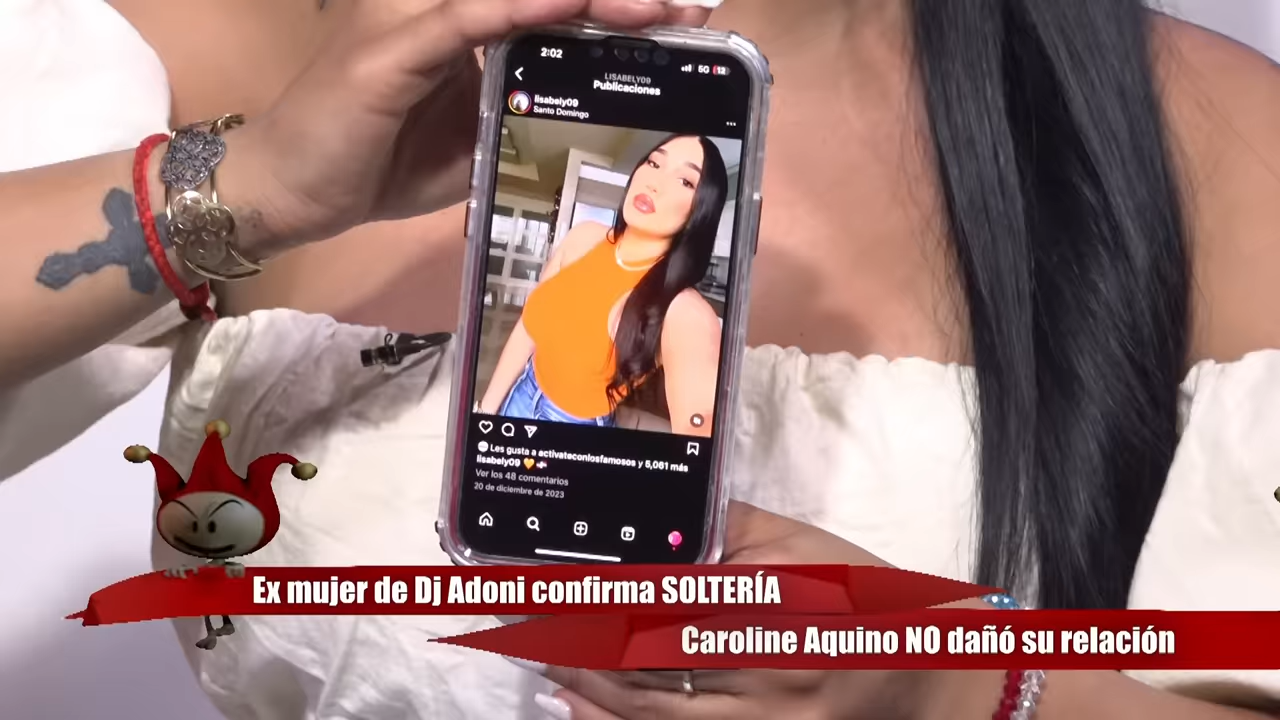 2:02
5G 12
LISABELY09
Publicaciones
lisabely09
Santo Domingo
Les gusta a activateconlosfamosos y 5,061 más
lisabely09
Ver los 48 comentarios
20 de diciembre de 2023
Ex mujer de Dj Adoni confirma SOLTERÍA
Caroline Aquino NO dañó su relación